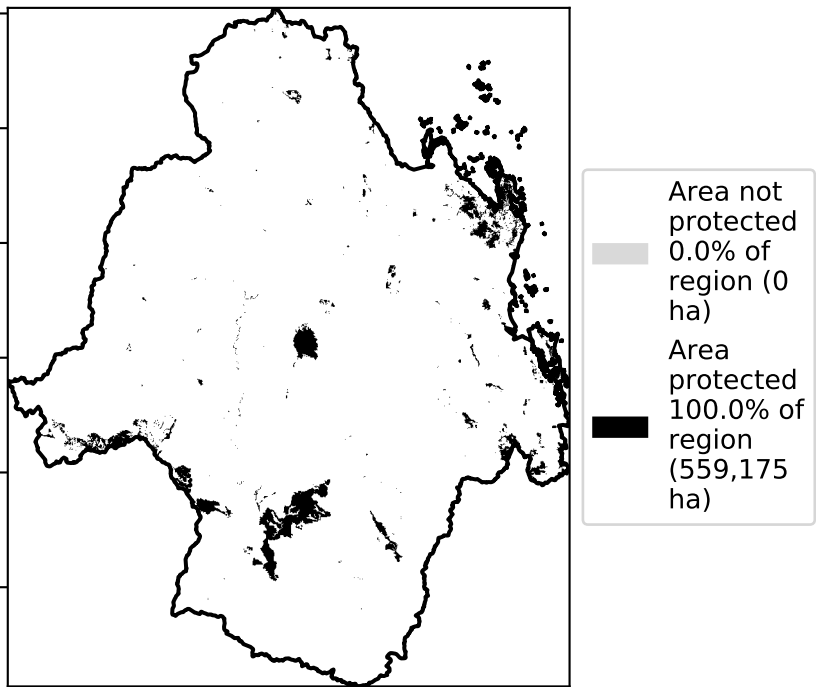 Area not
protected
0.0% of
region (0
ha)
Area
protected
100.0% of
region
(559,175
ha)